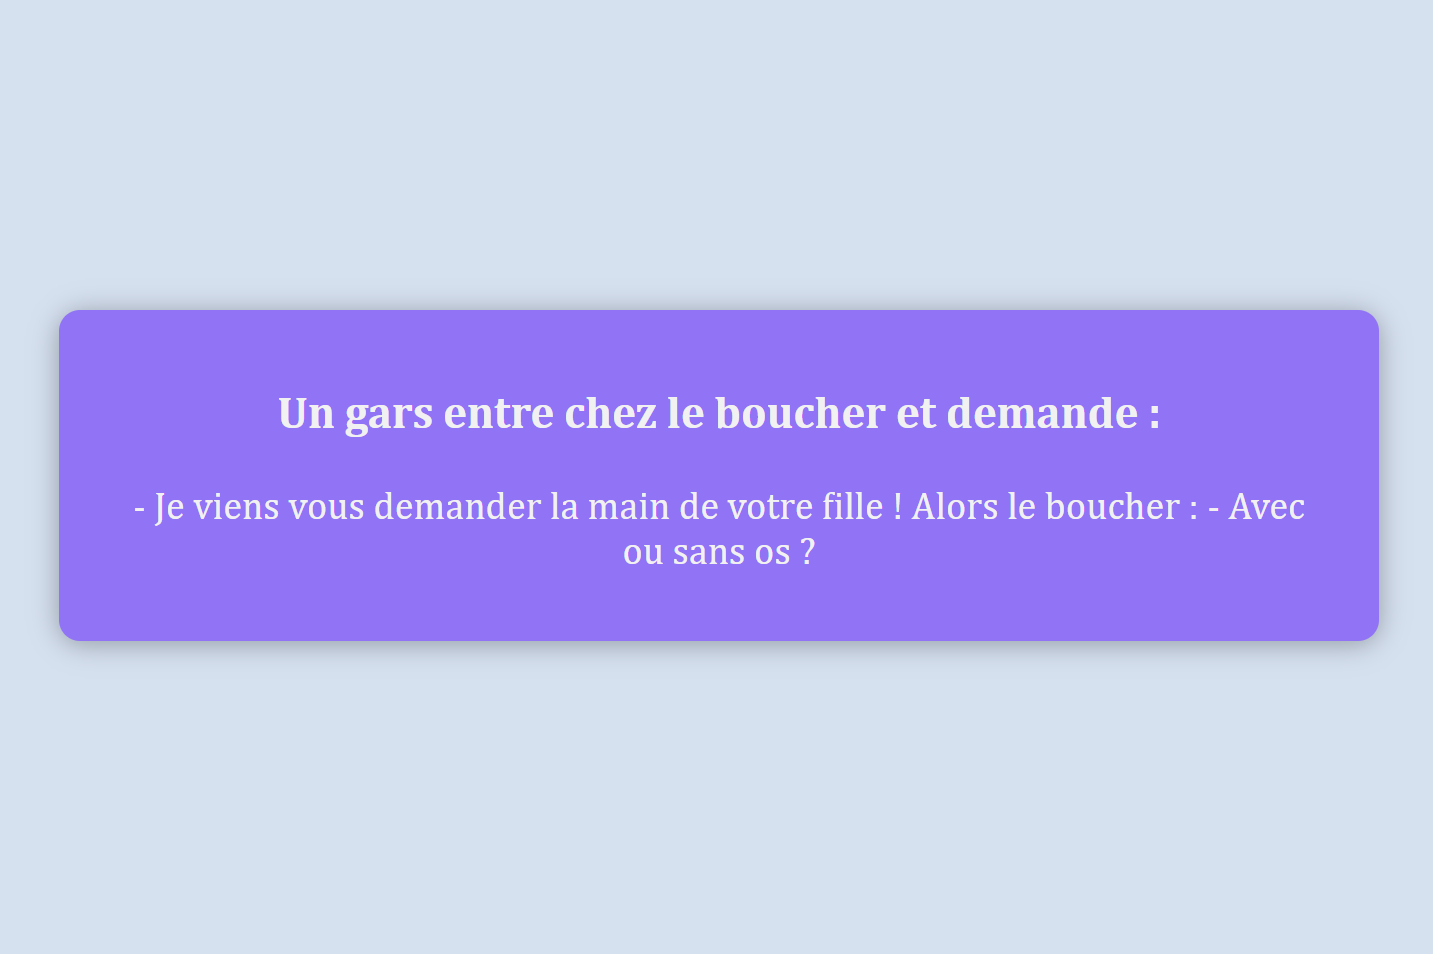 Un gars entre chez le boucher et demande :
- Je viens vous demander la main de votre fille ! Alors le boucher : - Avec
ou sans os ?